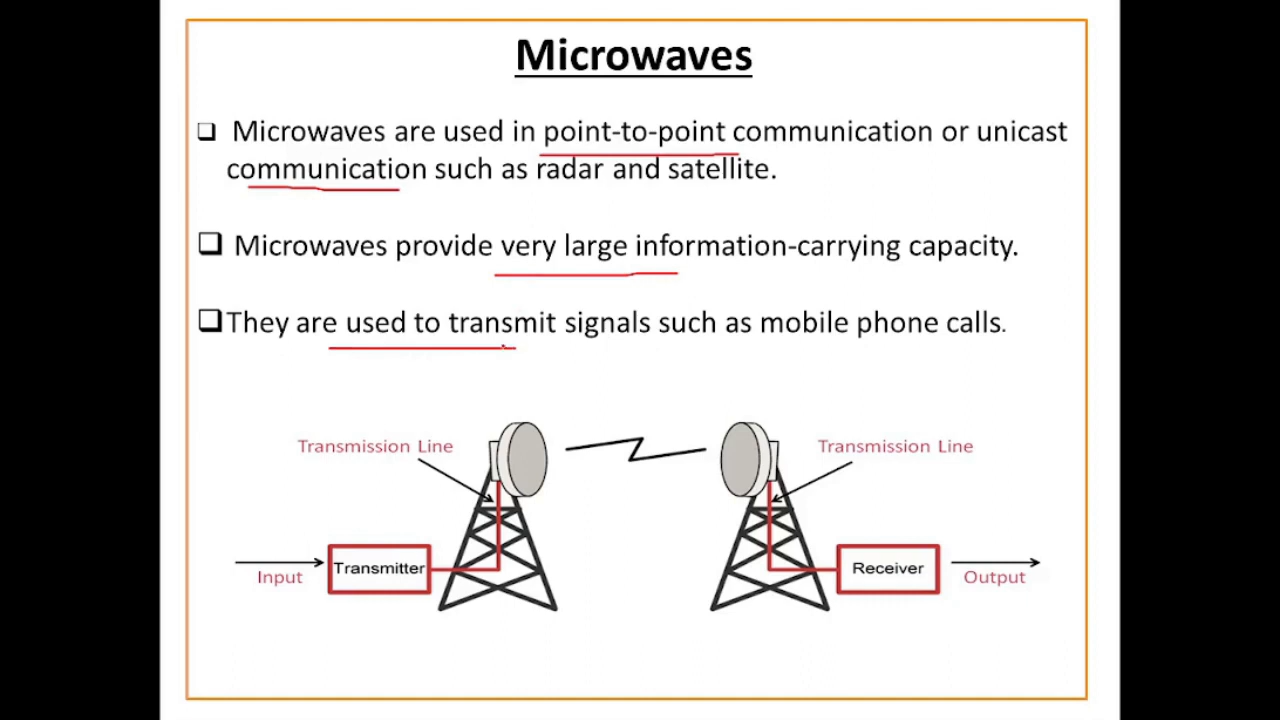 Microwaves
Microwaves are used in point-to-point communication or unicast
communication such as radar and satellite.
Microwaves provide very large information-carrying capacity.
They are used to transmit signals such as mobile phone calls.
Transmission Line
Transmission Line
Input
Transmitter
Receiver
Output